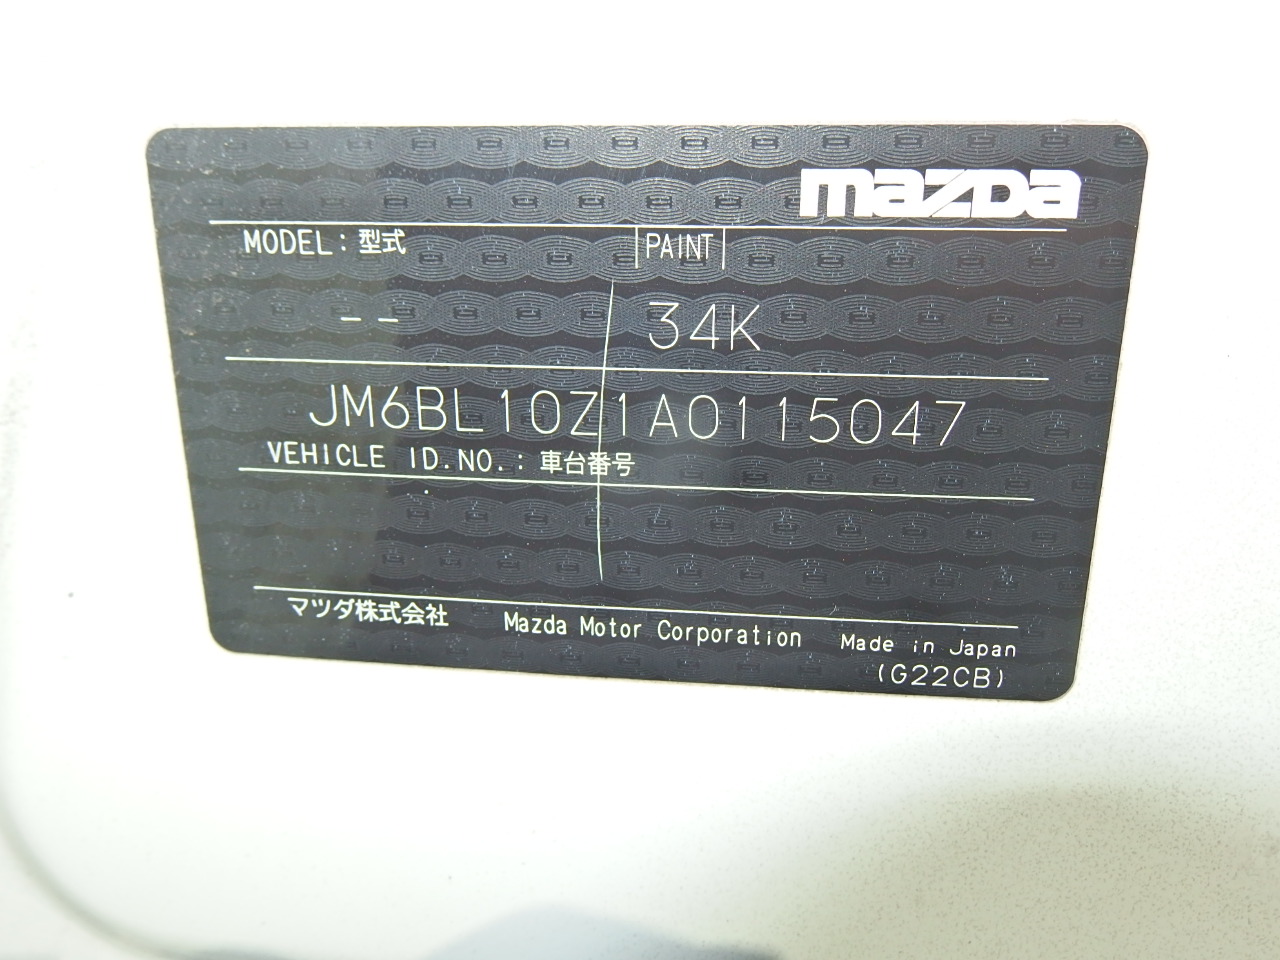 mazda
MODEL : 型式 PAINT
-- 34K
JM6BL10Z1A0115047
VEHICLE ID.NO. : 車台番号
マツダ株式会社 Mazda Motor Corporation Made in Japan
(G22CB)